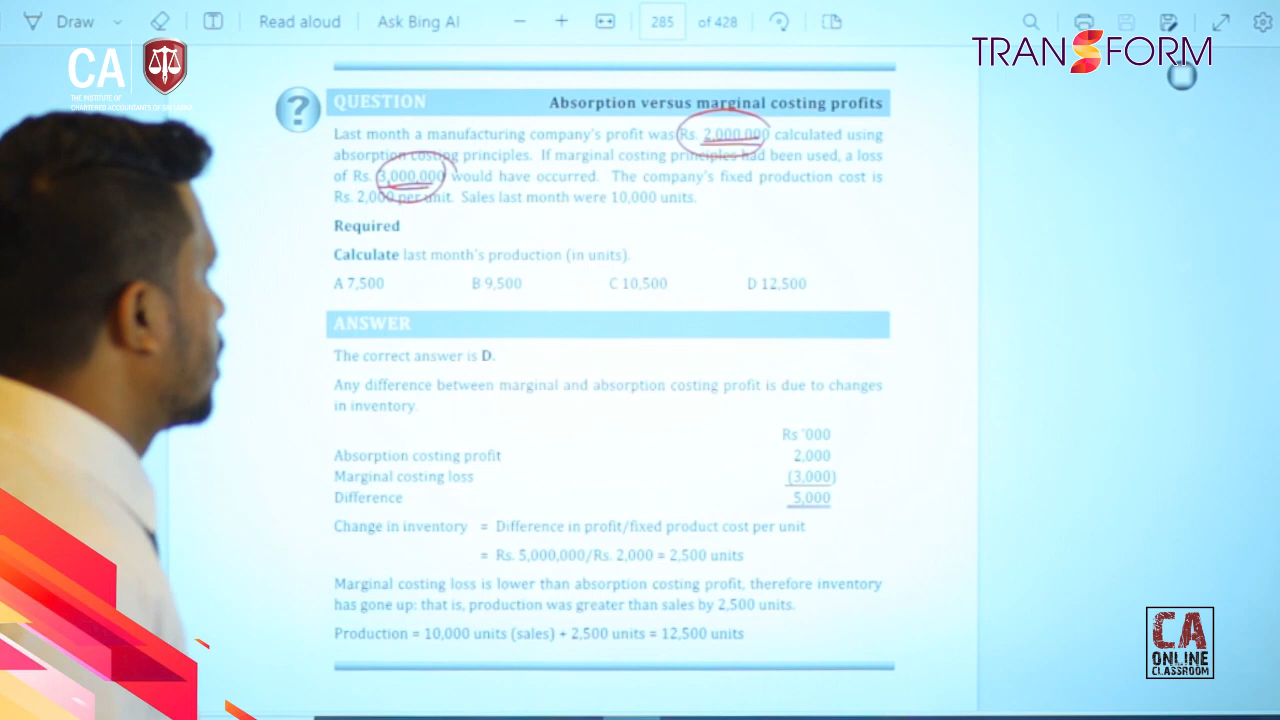 Draw
Read aloud
Ask Bing AI
285
of 428
CA
THE INSTITUTE OF
CHARTERED ACCOUNTANTS OF SRI LANKA
TRANSFORM
?
QUESTION
Absorption versus marginal costing profits
Last month a manufacturing company's profit was Rs. 2,000,000 calculated using
absorption costing principles. If marginal costing principles had been used, a loss
of Rs. 3,000,000 would have occurred. The company's fixed production cost is
Rs. 2,000 per unit. Sales last month were 10,000 units.
Required
Calculate last month's production (in units).
A 7,500 B 9,500 C 10,500 D 12,500
ANSWER
The correct answer is D.
Any difference between marginal and absorption costing profit is due to changes
in inventory.
Rs '000
Absorption costing profit 2,000
Marginal costing loss (3,000)
Difference 5,000
Change in inventory = Difference in profit/fixed product cost per unit
= Rs. 5,000,000/Rs. 2,000 = 2,500 units
Marginal costing loss is lower than absorption costing profit, therefore inventory
has gone up: that is, production was greater than sales by 2,500 units.
Production = 10,000 units (sales) + 2,500 units = 12,500 units
CA
ONLINE
CLASSROOM